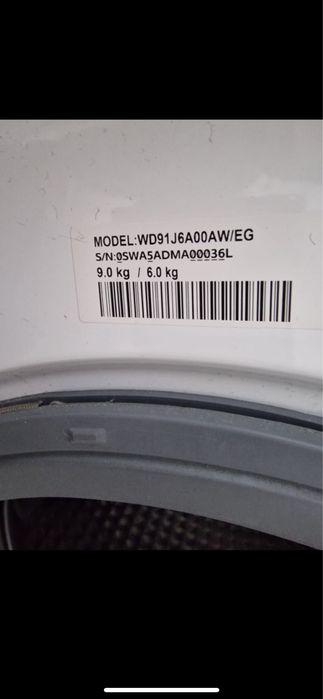 MODEL:WD91J6A00AW/EG
S/N:0SWA5ADMA00036L
9.0 kg / 6.0 kg